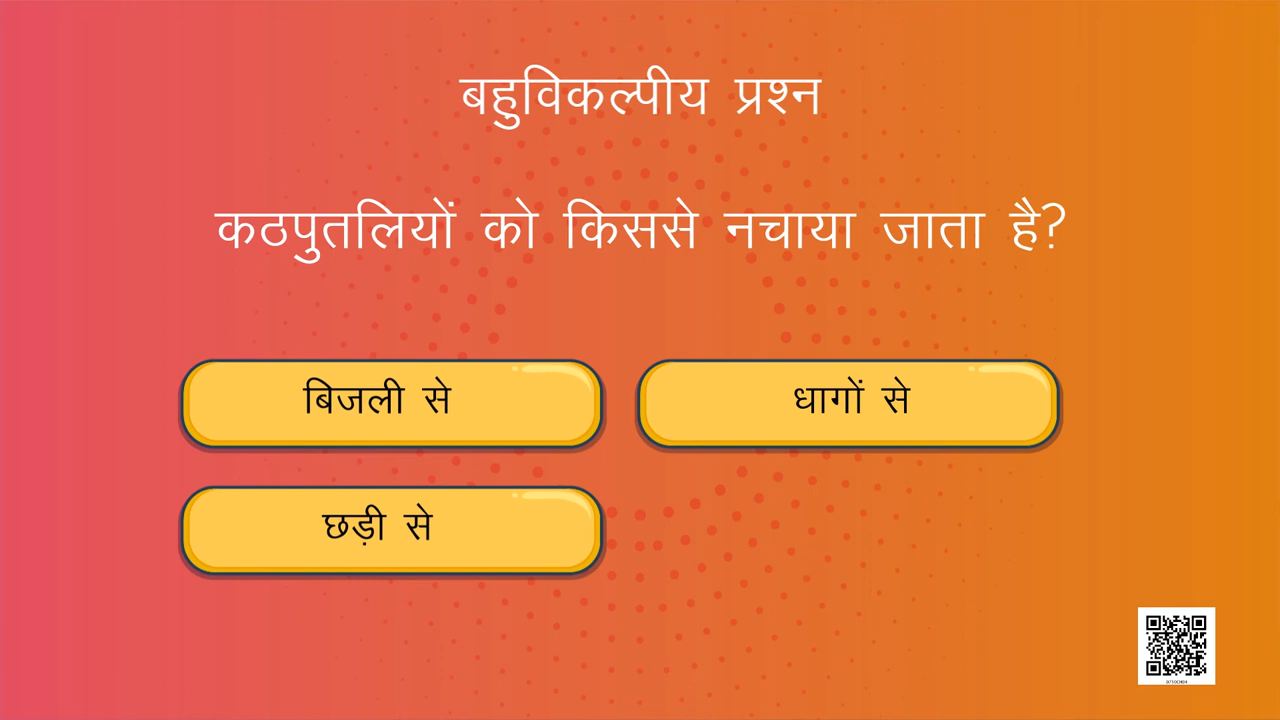 बहुविकल्पीय प्रश्न
कठपुतलियों को किससे नचाया जाता है?
बिजली से
धागों से
छड़ी से